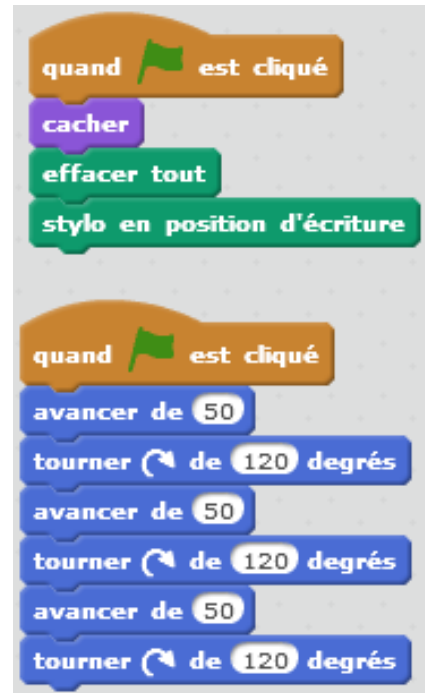 quand est cliqué
cacher
effacer tout
stylo en position d'écriture
quand est cliqué
avancer de 50
tourner de 120 degrés
avancer de 50
tourner de 120 degrés
avancer de 50
tourner de 120 degrés